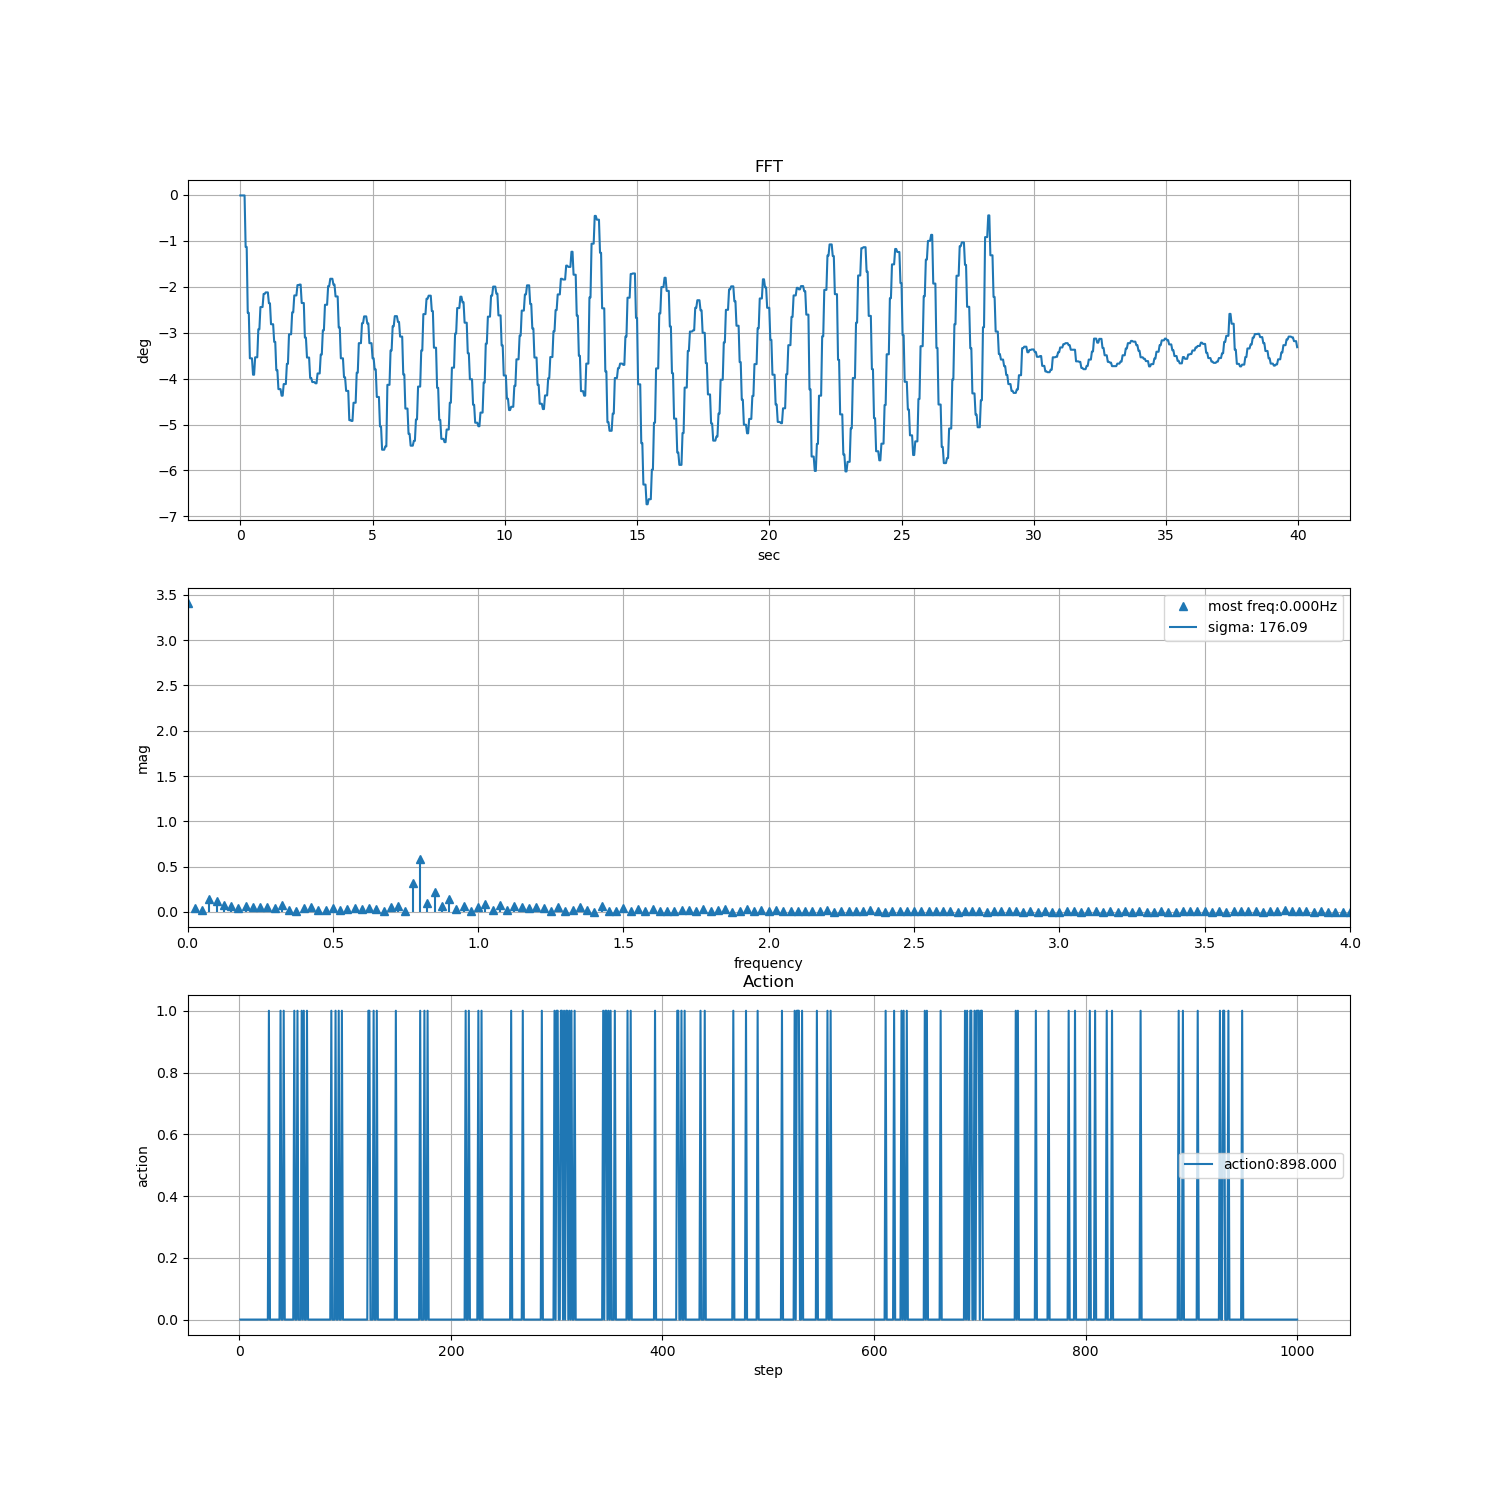 FFT
0
−1
−2
−3
−4
−5
−6
−7
deg
0 5 10 15 20 25 30 35 40
sec
3.5
3.0
2.5
2.0
1.5
1.0
0.5
0.0
mag
most freq:0.000Hz
sigma: 176.09
0.0 0.5 1.0 1.5 2.0 2.5 3.0 3.5 4.0
frequency
Action
1.0
0.8
0.6
0.4
0.2
0.0
action
action0:898.000
0 200 400 600 800 1000
step